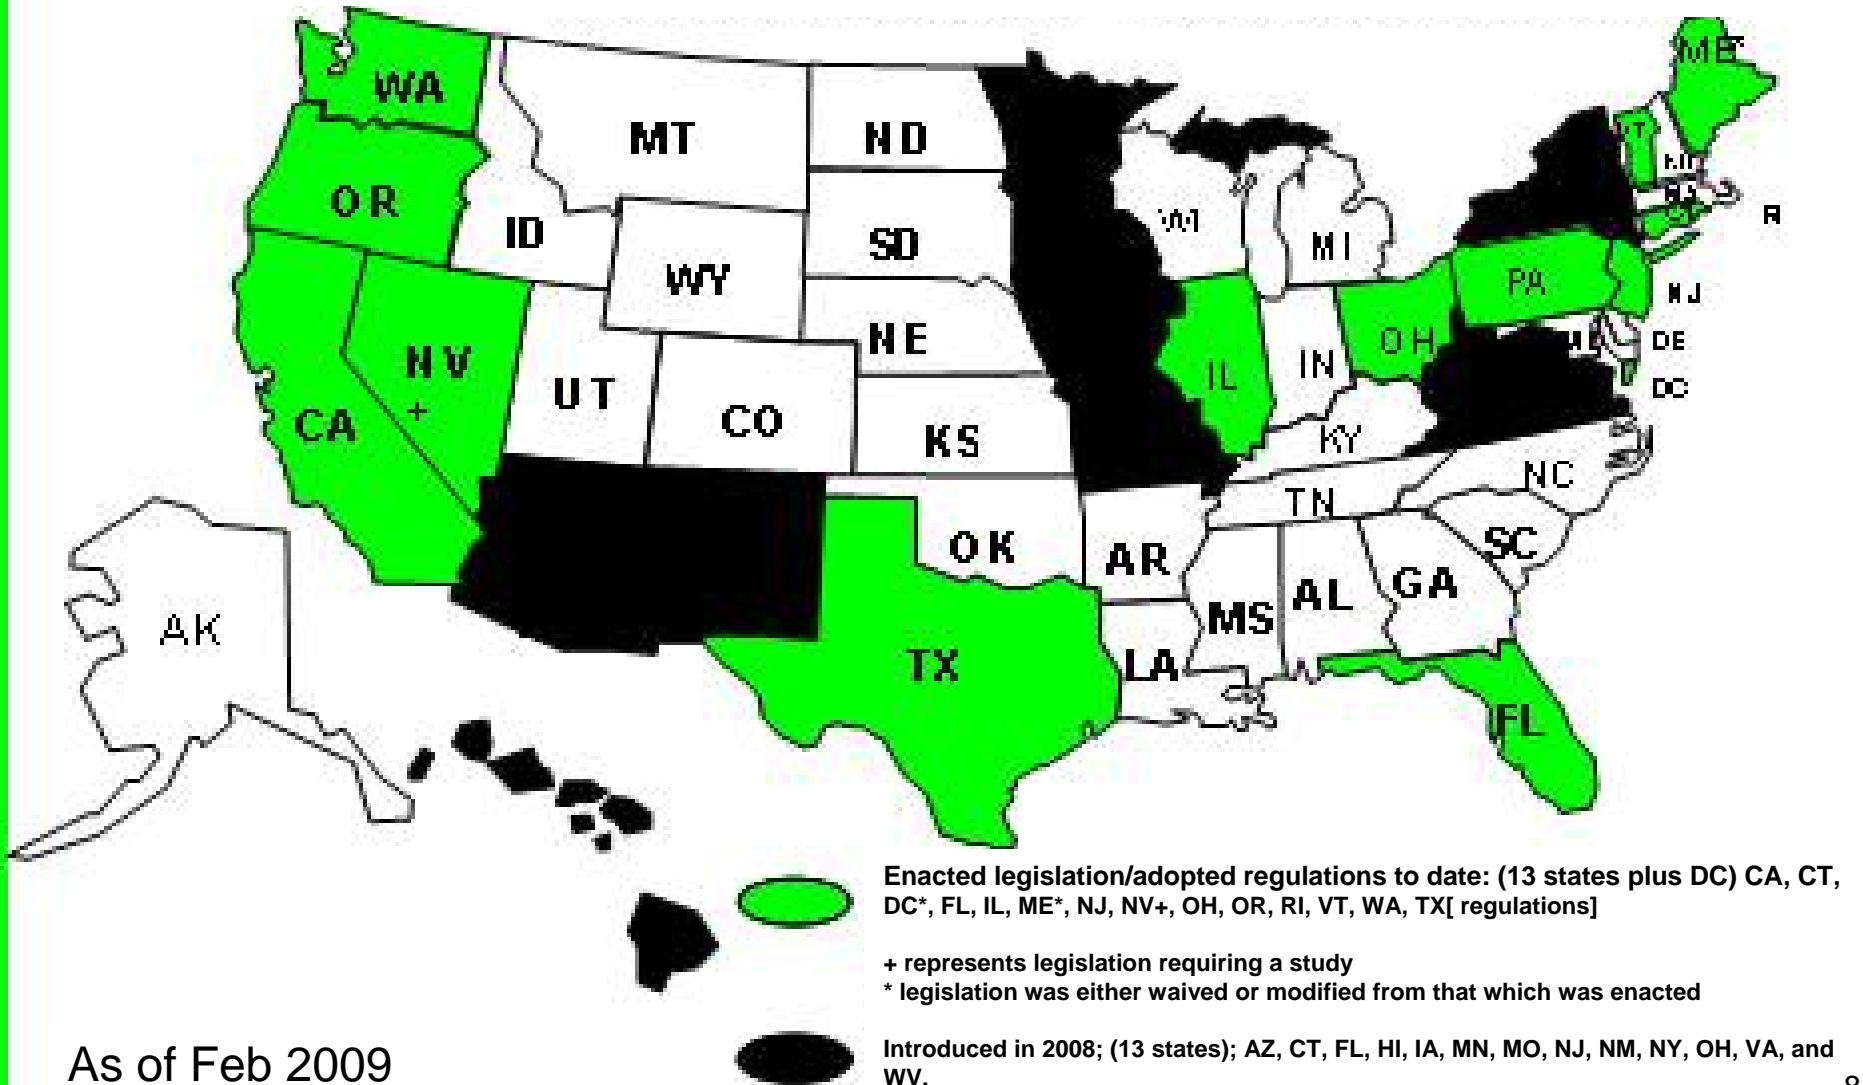 WA
MT
ND
ME*
OR
ID
SD
WI
MI
WY
PA
NJ
NE
OH
DE
NV
+
UT
CO
IL
IN
DC
CA
KS
KY
NC
TN
OK
AR
SC
AK
MS
AL
GA
TX
LA
FL
Enacted legislation/adopted regulations to date: (13 states plus DC) CA, CT,
DC*, FL, IL, ME*, NJ, NV+, OH, OR, RI, VT, WA, TX[ regulations]
+ represents legislation requiring a study
* legislation was either waived or modified from that which was enacted
Introduced in 2008; (13 states); AZ, CT, FL, HI, IA, MN, MO, NJ, NM, NY, OH, VA, and
WV.
As of Feb 2009